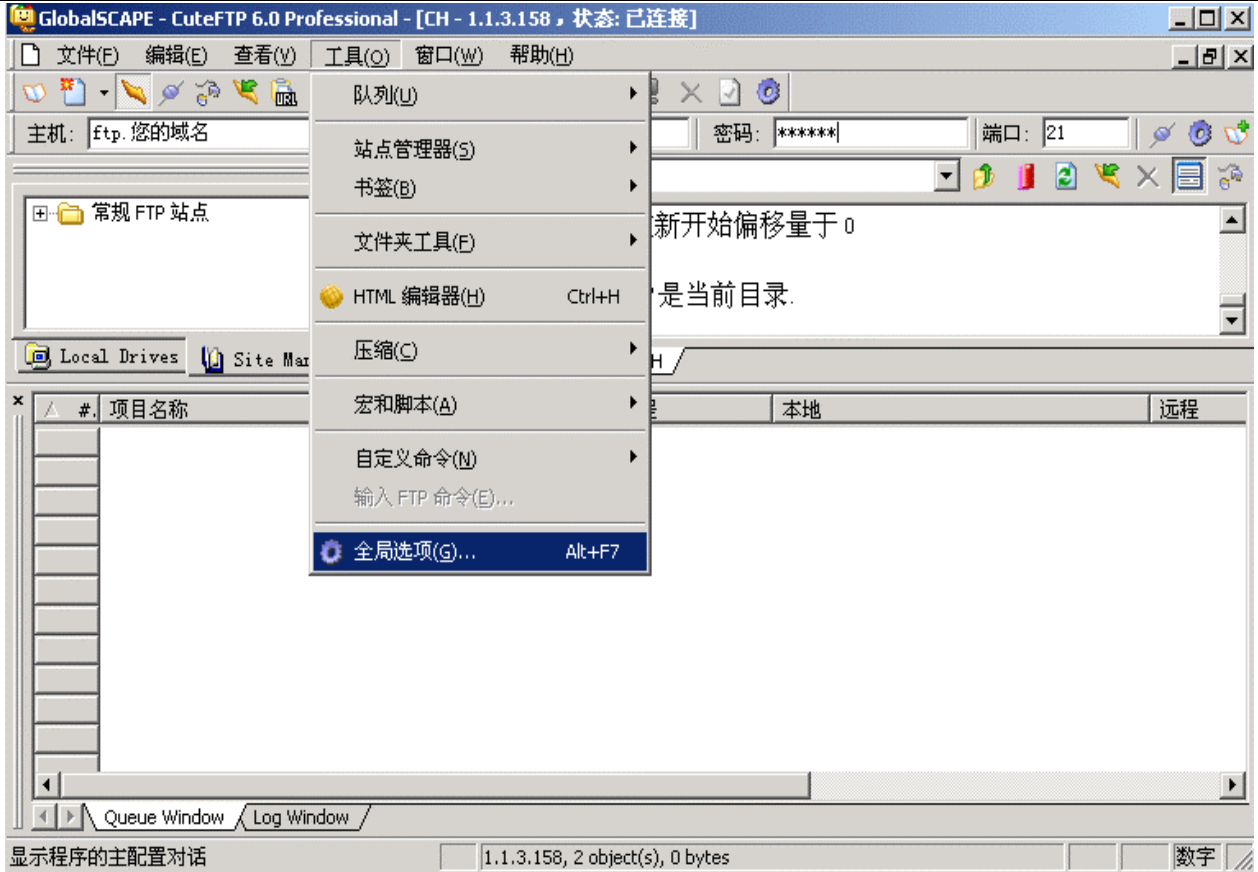 GlobalSCAPE - CuteFTP 6.0 Professional - [CH - 1.1.3.158，状态: 已连接]
文件(F) 编辑(E) 查看(V) 工具(O) 窗口(W) 帮助(H)
URL
主机: ftp.您的域名 密码: ****** 端口: 21
常规 FTP 站点
新开始偏移量于 0
是当前目录.
Local Drives Site Mar
H
队列(U)
站点管理器(S)
书签(B)
文件夹工具(F)
HTML 编辑器(H) Ctrl+H
压缩(C)
宏和脚本(A)
自定义命令(N)
输入 FTP 命令(E)...
全局选项(G)... Alt+F7
#. 项目名称 本地 远程
Queue Window Log Window
显示程序的主配置对话 1.1.3.158, 2 object(s), 0 bytes 数字